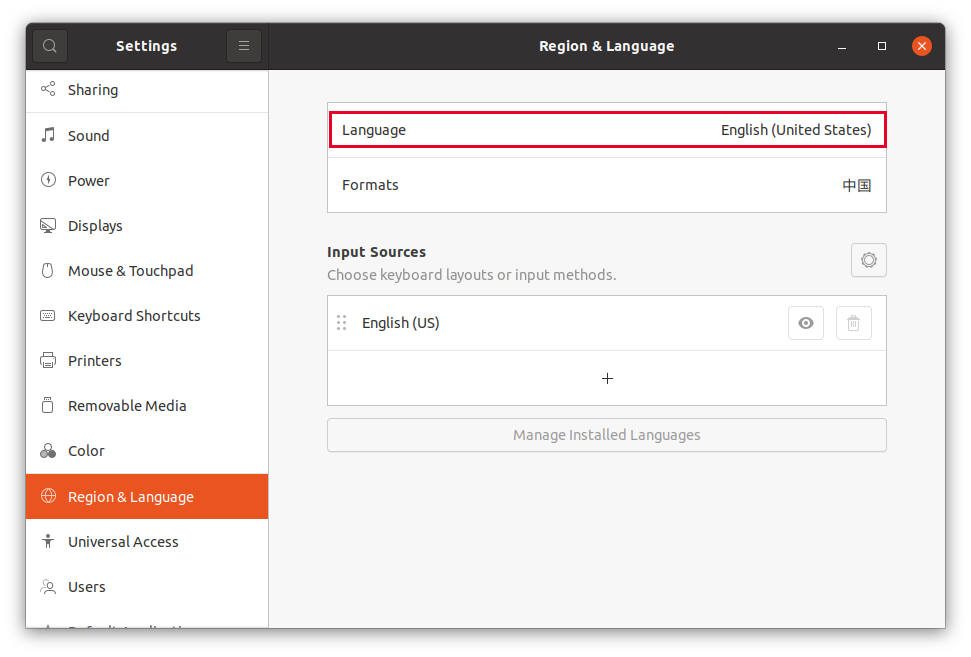 Settings
Region & Language
Sharing
Sound
Power
Displays
Mouse & Touchpad
Keyboard Shortcuts
Printers
Removable Media
Color
Region & Language
Universal Access
Users
Language English (United States)
Formats 中国
Input Sources
Choose keyboard layouts or input methods.
English (US)
Manage Installed Languages